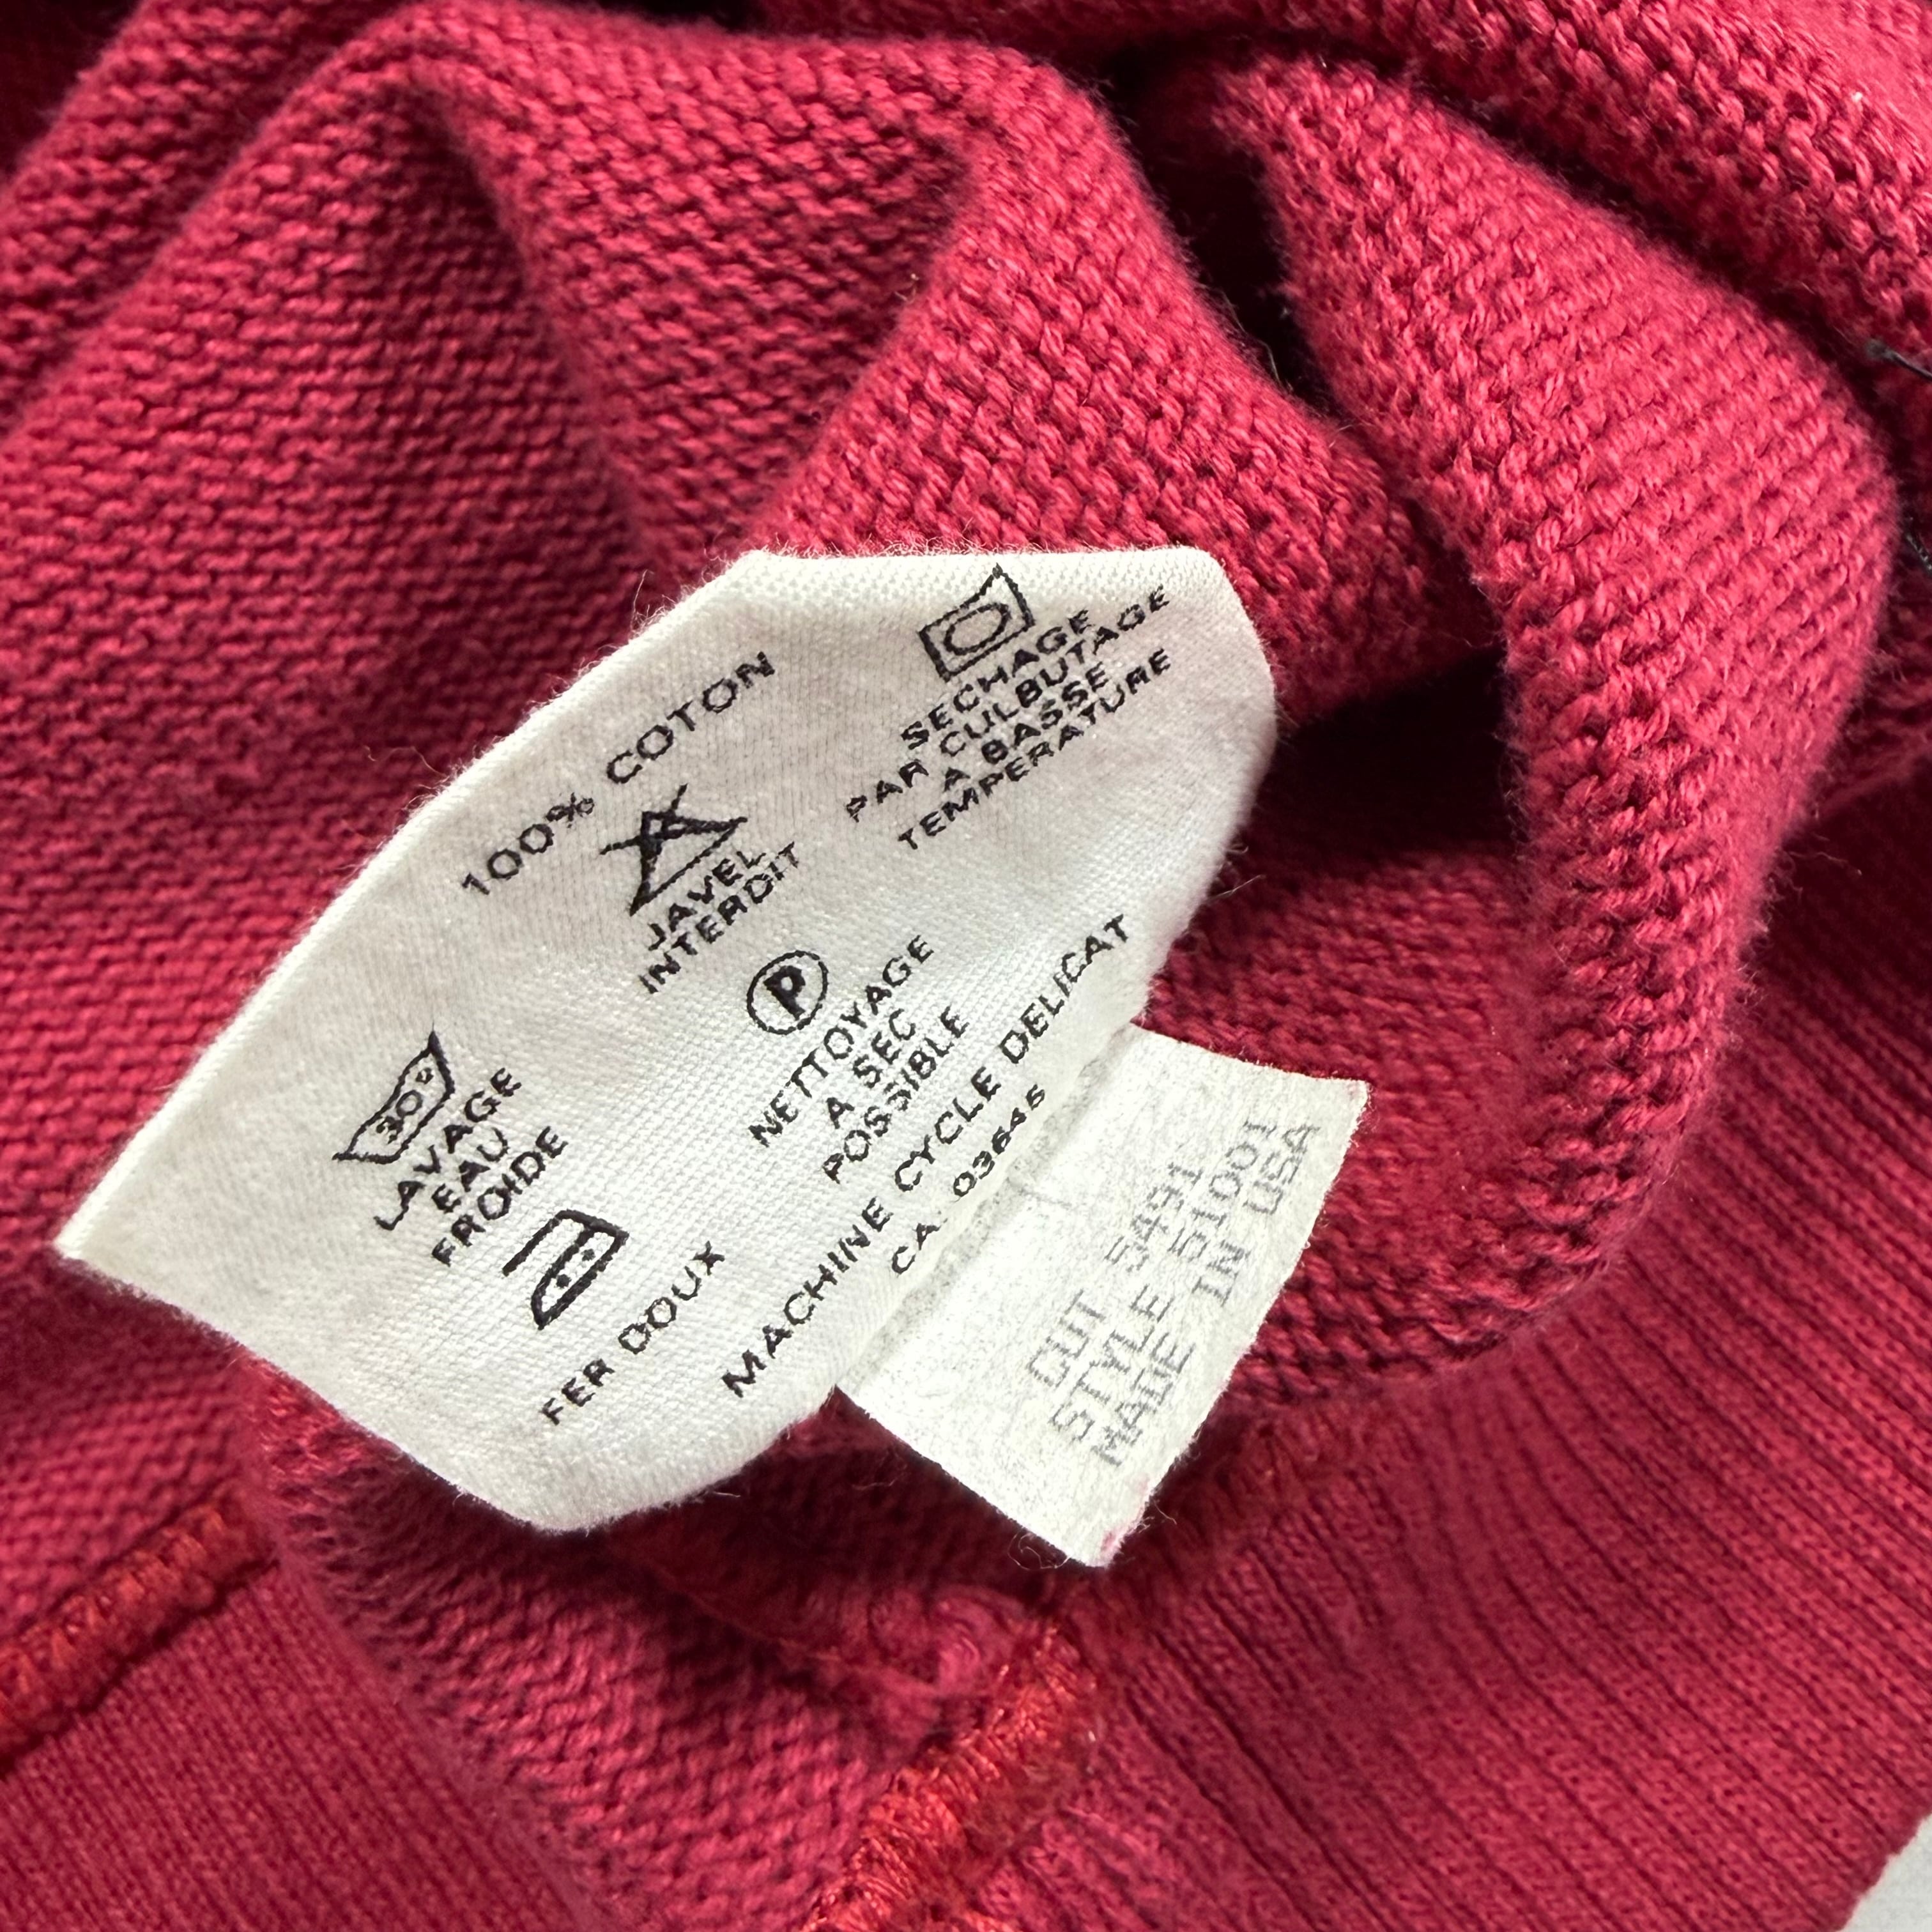 100% COTON
JAVEL
INTERDIT
SECHAGE
PAR CULBUTAGE
A BASSE
TEMPERATURE
30°
LAVAGE
EAU
FROIDE
P
NETTOYAGE
A SEC
POSSIBLE
FER DOUX
MACHINE CYCLE DELICAT
CA. 03645
CUT 5491
STYLE 51001
MADE IN USA